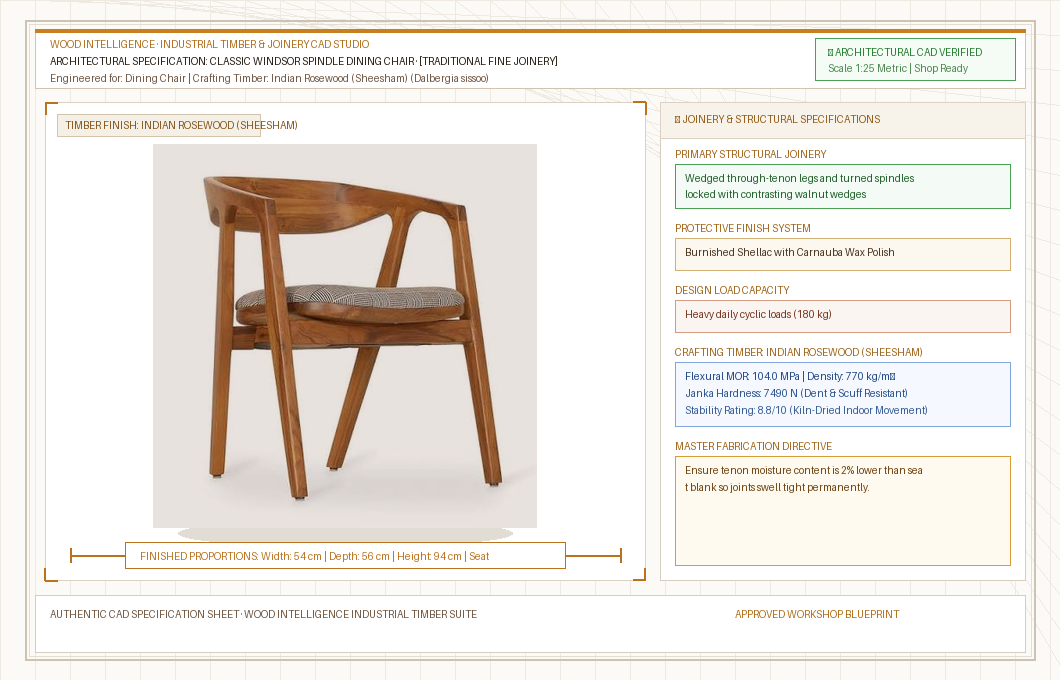 WOOD INTELLIGENCE · INDUSTRIAL TIMBER & JOINERY CAD STUDIO
ARCHITECTURAL SPECIFICATION: CLASSIC WINDSOR SPINDLE DINING CHAIR · [TRADITIONAL FINE JOINERY]
Engineered for: Dining Chair | Crafting Timber: Indian Rosewood (Sheesham) (Dalbergia sissoo)
ARCHITECTURAL CAD VERIFIED
Scale 1:25 Metric | Shop Ready
TIMBER FINISH: INDIAN ROSEWOOD (SHEESHAM)
FINISHED PROPORTIONS: Width: 54 cm | Depth: 56 cm | Height: 94 cm | Seat
JOINERY & STRUCTURAL SPECIFICATIONS
PRIMARY STRUCTURAL JOINERY
Wedged through-tenon legs and turned spindles
locked with contrasting walnut wedges
PROTECTIVE FINISH SYSTEM
Burnished Shellac with Carnauba Wax Polish
DESIGN LOAD CAPACITY
Heavy daily cyclic loads (180 kg)
CRAFTING TIMBER: INDIAN ROSEWOOD (SHEESHAM)
Flexural MOR: 104.0 MPa | Density: 770 kg/m
Janka Hardness: 7490 N (Dent & Scuff Resistant)
Stability Rating: 8.8/10 (Kiln-Dried Indoor Movement)
MASTER FABRICATION DIRECTIVE
Ensure tenon moisture content is 2% lower than sea
t blank so joints swell tight permanently.
AUTHENTIC CAD SPECIFICATION SHEET · WOOD INTELLIGENCE INDUSTRIAL TIMBER SUITE
APPROVED WORKSHOP BLUEPRINT